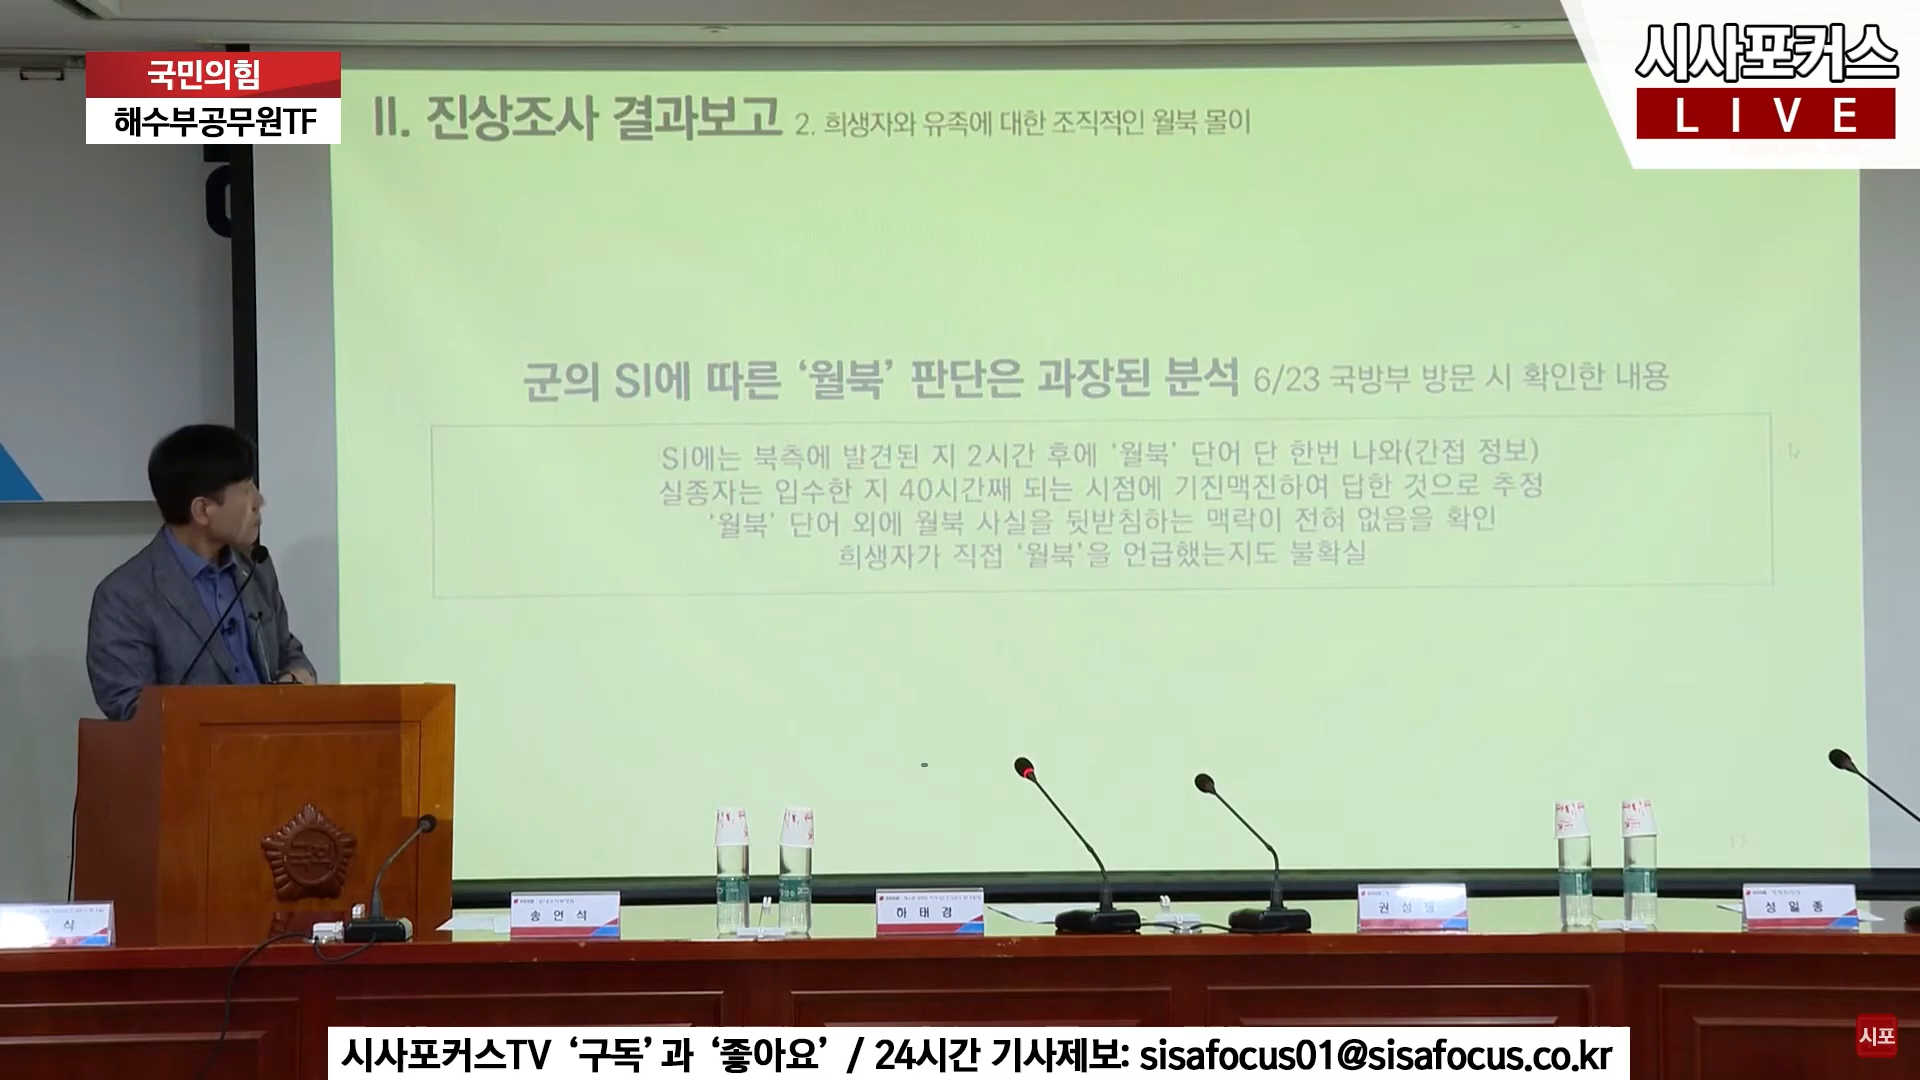 국민의힘
해수부공무원TF
시사포커스
LIVE
II. 진상조사 결과보고 2. 희생자와 유족에 대한 조직적인 월북 몰이
군의 SI에 따른 ‘월북’ 판단은 과장된 분석 6/23 국방부 방문 시 확인한 내용
SI에는 북측에 발견된 지 2시간 후에 ‘월북’ 단어 단 한번 나와(간접 정보)
실종자는 입수한 지 40시간째 되는 시점에 기진맥진하여 답한 것으로 추정
‘월북’ 단어 외에 월북 사실을 뒷받침하는 맥락이 전혀 없음을 확인
희생자가 직접 ‘월북’을 언급했는지도 불확실
17
국회
식
송언석
하태경
권성
성일종
시포
시사포커스TV ‘구독’과 ‘좋아요’ / 24시간 기사제보: sisafocus01@sisafocus.co.kr